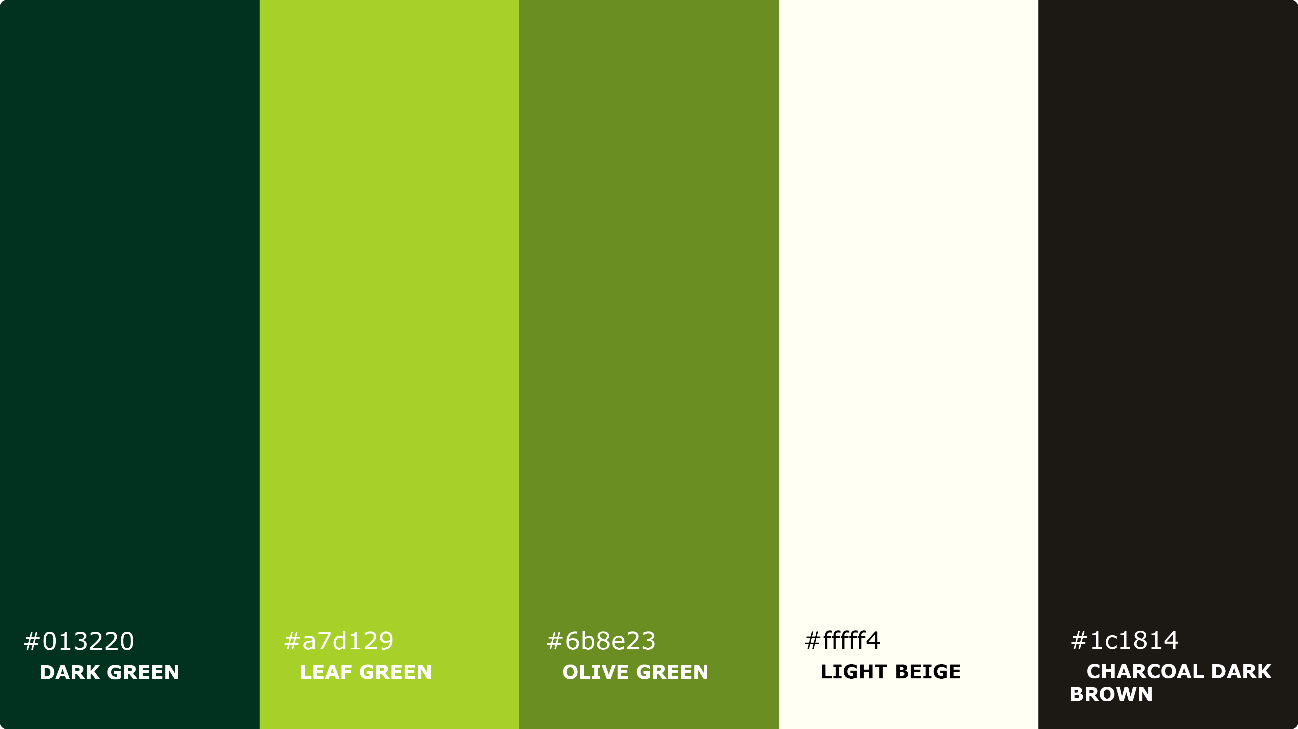 #013220
DARK GREEN
#a7d129
LEAF GREEN
#6b8e23
OLIVE GREEN
#fffff4
LIGHT BEIGE
#1c1814
CHARCOAL DARK
BROWN